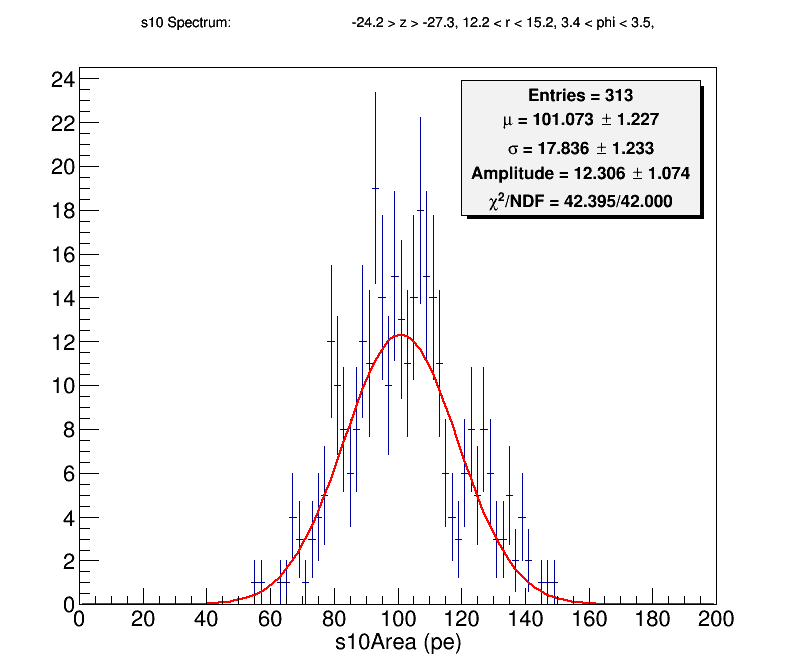 s10 Spectrum: -24.2 > z > -27.3, 12.2 < r < 15.2, 3.4 < phi < 3.5,
Entries = 313
μ = 101.073 ± 1.227
σ = 17.836 ± 1.233
Amplitude = 12.306 ± 1.074
χ²/NDF = 42.395/42.000
24
22
20
18
16
14
12
10
8
6
4
2
0
0 20 40 60 80 100 120 140 160 180 200
s10Area (pe)